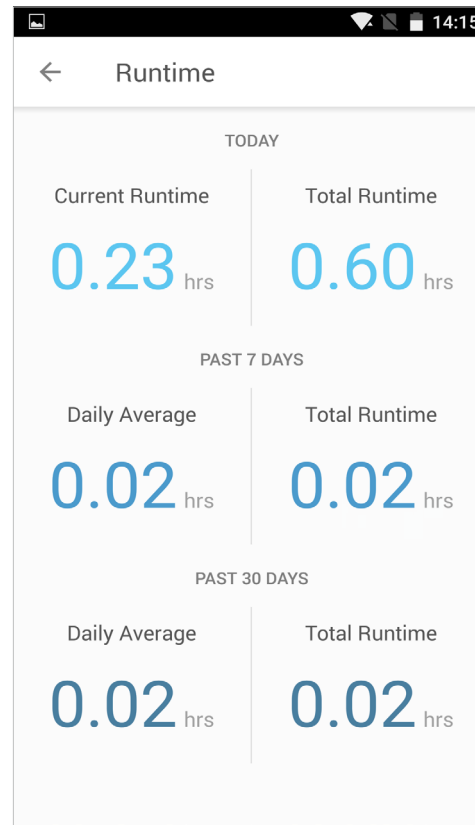 14:15
Runtime
TODAY
Current Runtime Total Runtime
0.23 hrs 0.60 hrs
PAST 7 DAYS
Daily Average Total Runtime
0.02 hrs 0.02 hrs
PAST 30 DAYS
Daily Average Total Runtime
0.02 hrs 0.02 hrs